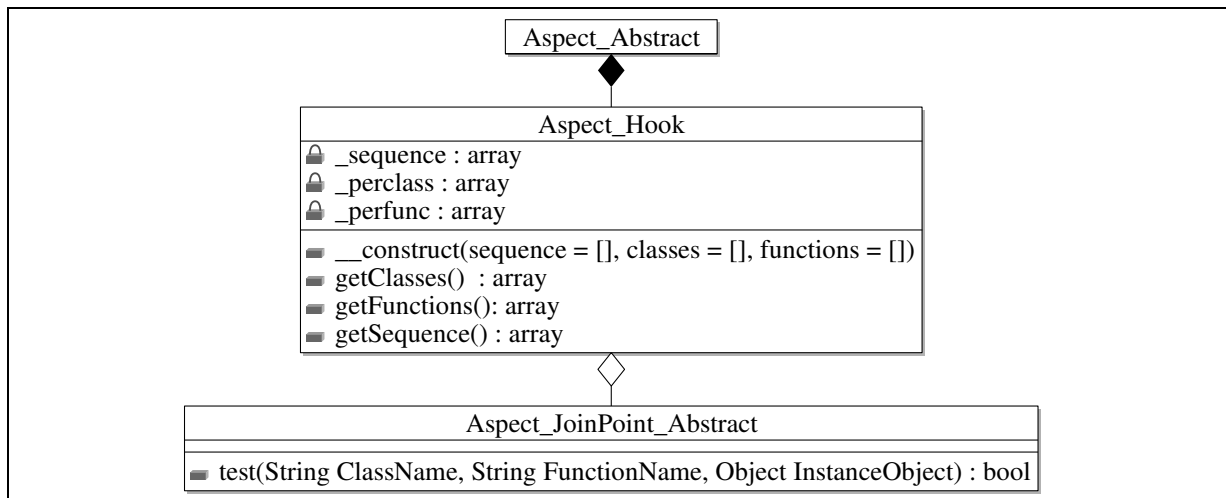 Aspect_Abstract
Aspect_Hook
_sequence : array
_perclass : array
_perfunc : array
__construct(sequence = [], classes = [], functions = [])
getClasses() : array
getFunctions(): array
getSequence() : array
Aspect_JoinPoint_Abstract
test(String ClassName, String FunctionName, Object InstanceObject) : bool